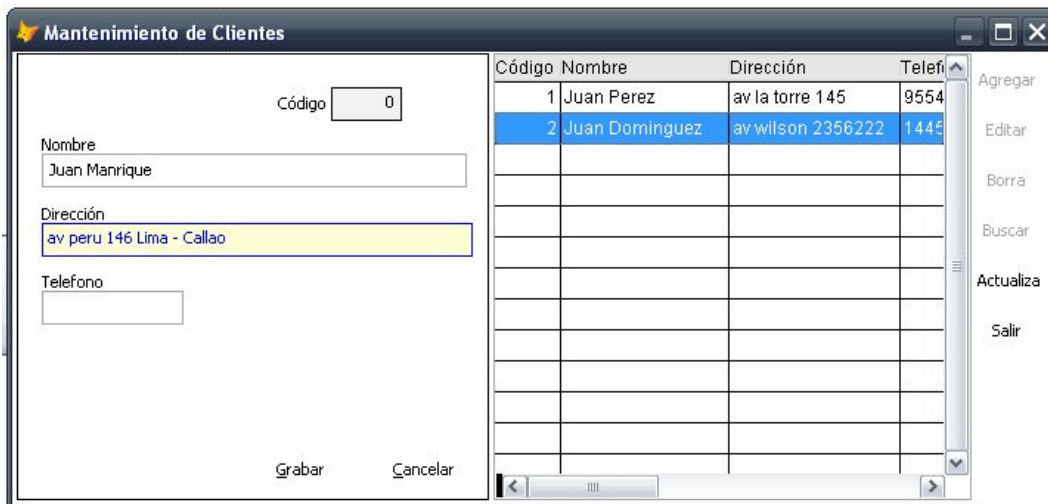 Mantenimiento de Clientes
Código 0
Nombre
Juan Manrique
Dirección
av peru 146 Lima - Callao
Telefono
Grabar Cancelar
Código Nombre Dirección Telefo
1 Juan Perez av la torre 145 9554
2 Juan Dominguez av wilson 2356222 1445
Agregar
Editar
Borra
Buscar
Actualiza
Salir